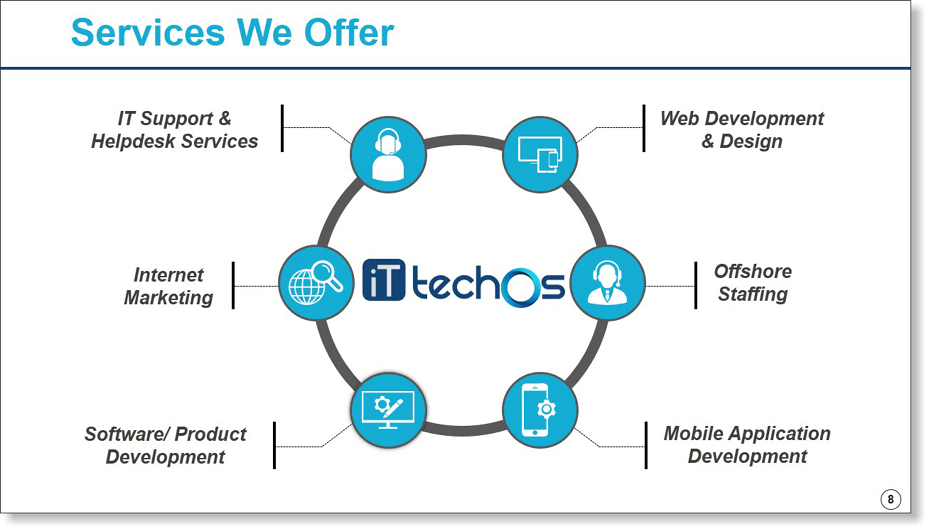 Services We Offer
IT Support &
Helpdesk Services
Web Development
& Design
Internet
Marketing
iT techOs
Offshore
Staffing
Software/ Product
Development
Mobile Application
Development
8